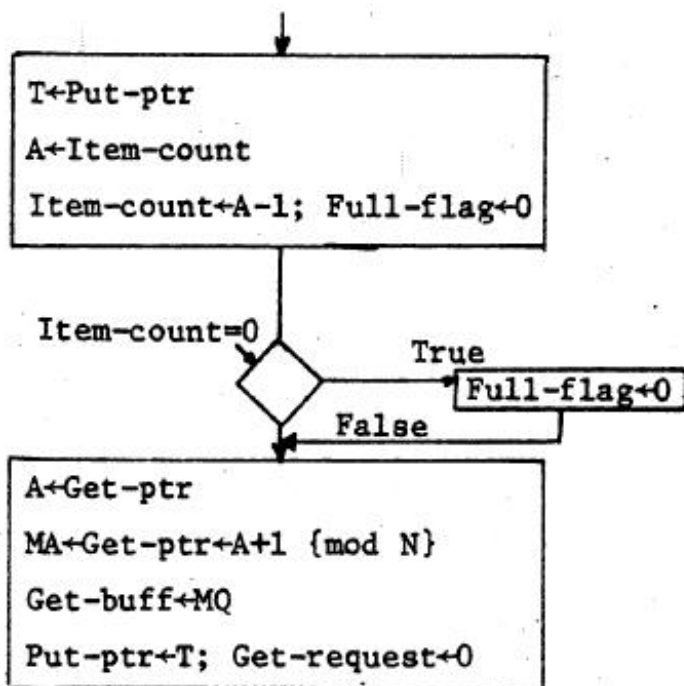 T←Put-ptr
A←Item-count
Item-count←A-1; Full-flag←0
Item-count=0
True
Full-flag←0
False
A←Get-ptr
MA←Get-ptr←A+1 {mod N}
Get-buff←MQ
Put-ptr←T; Get-request←0